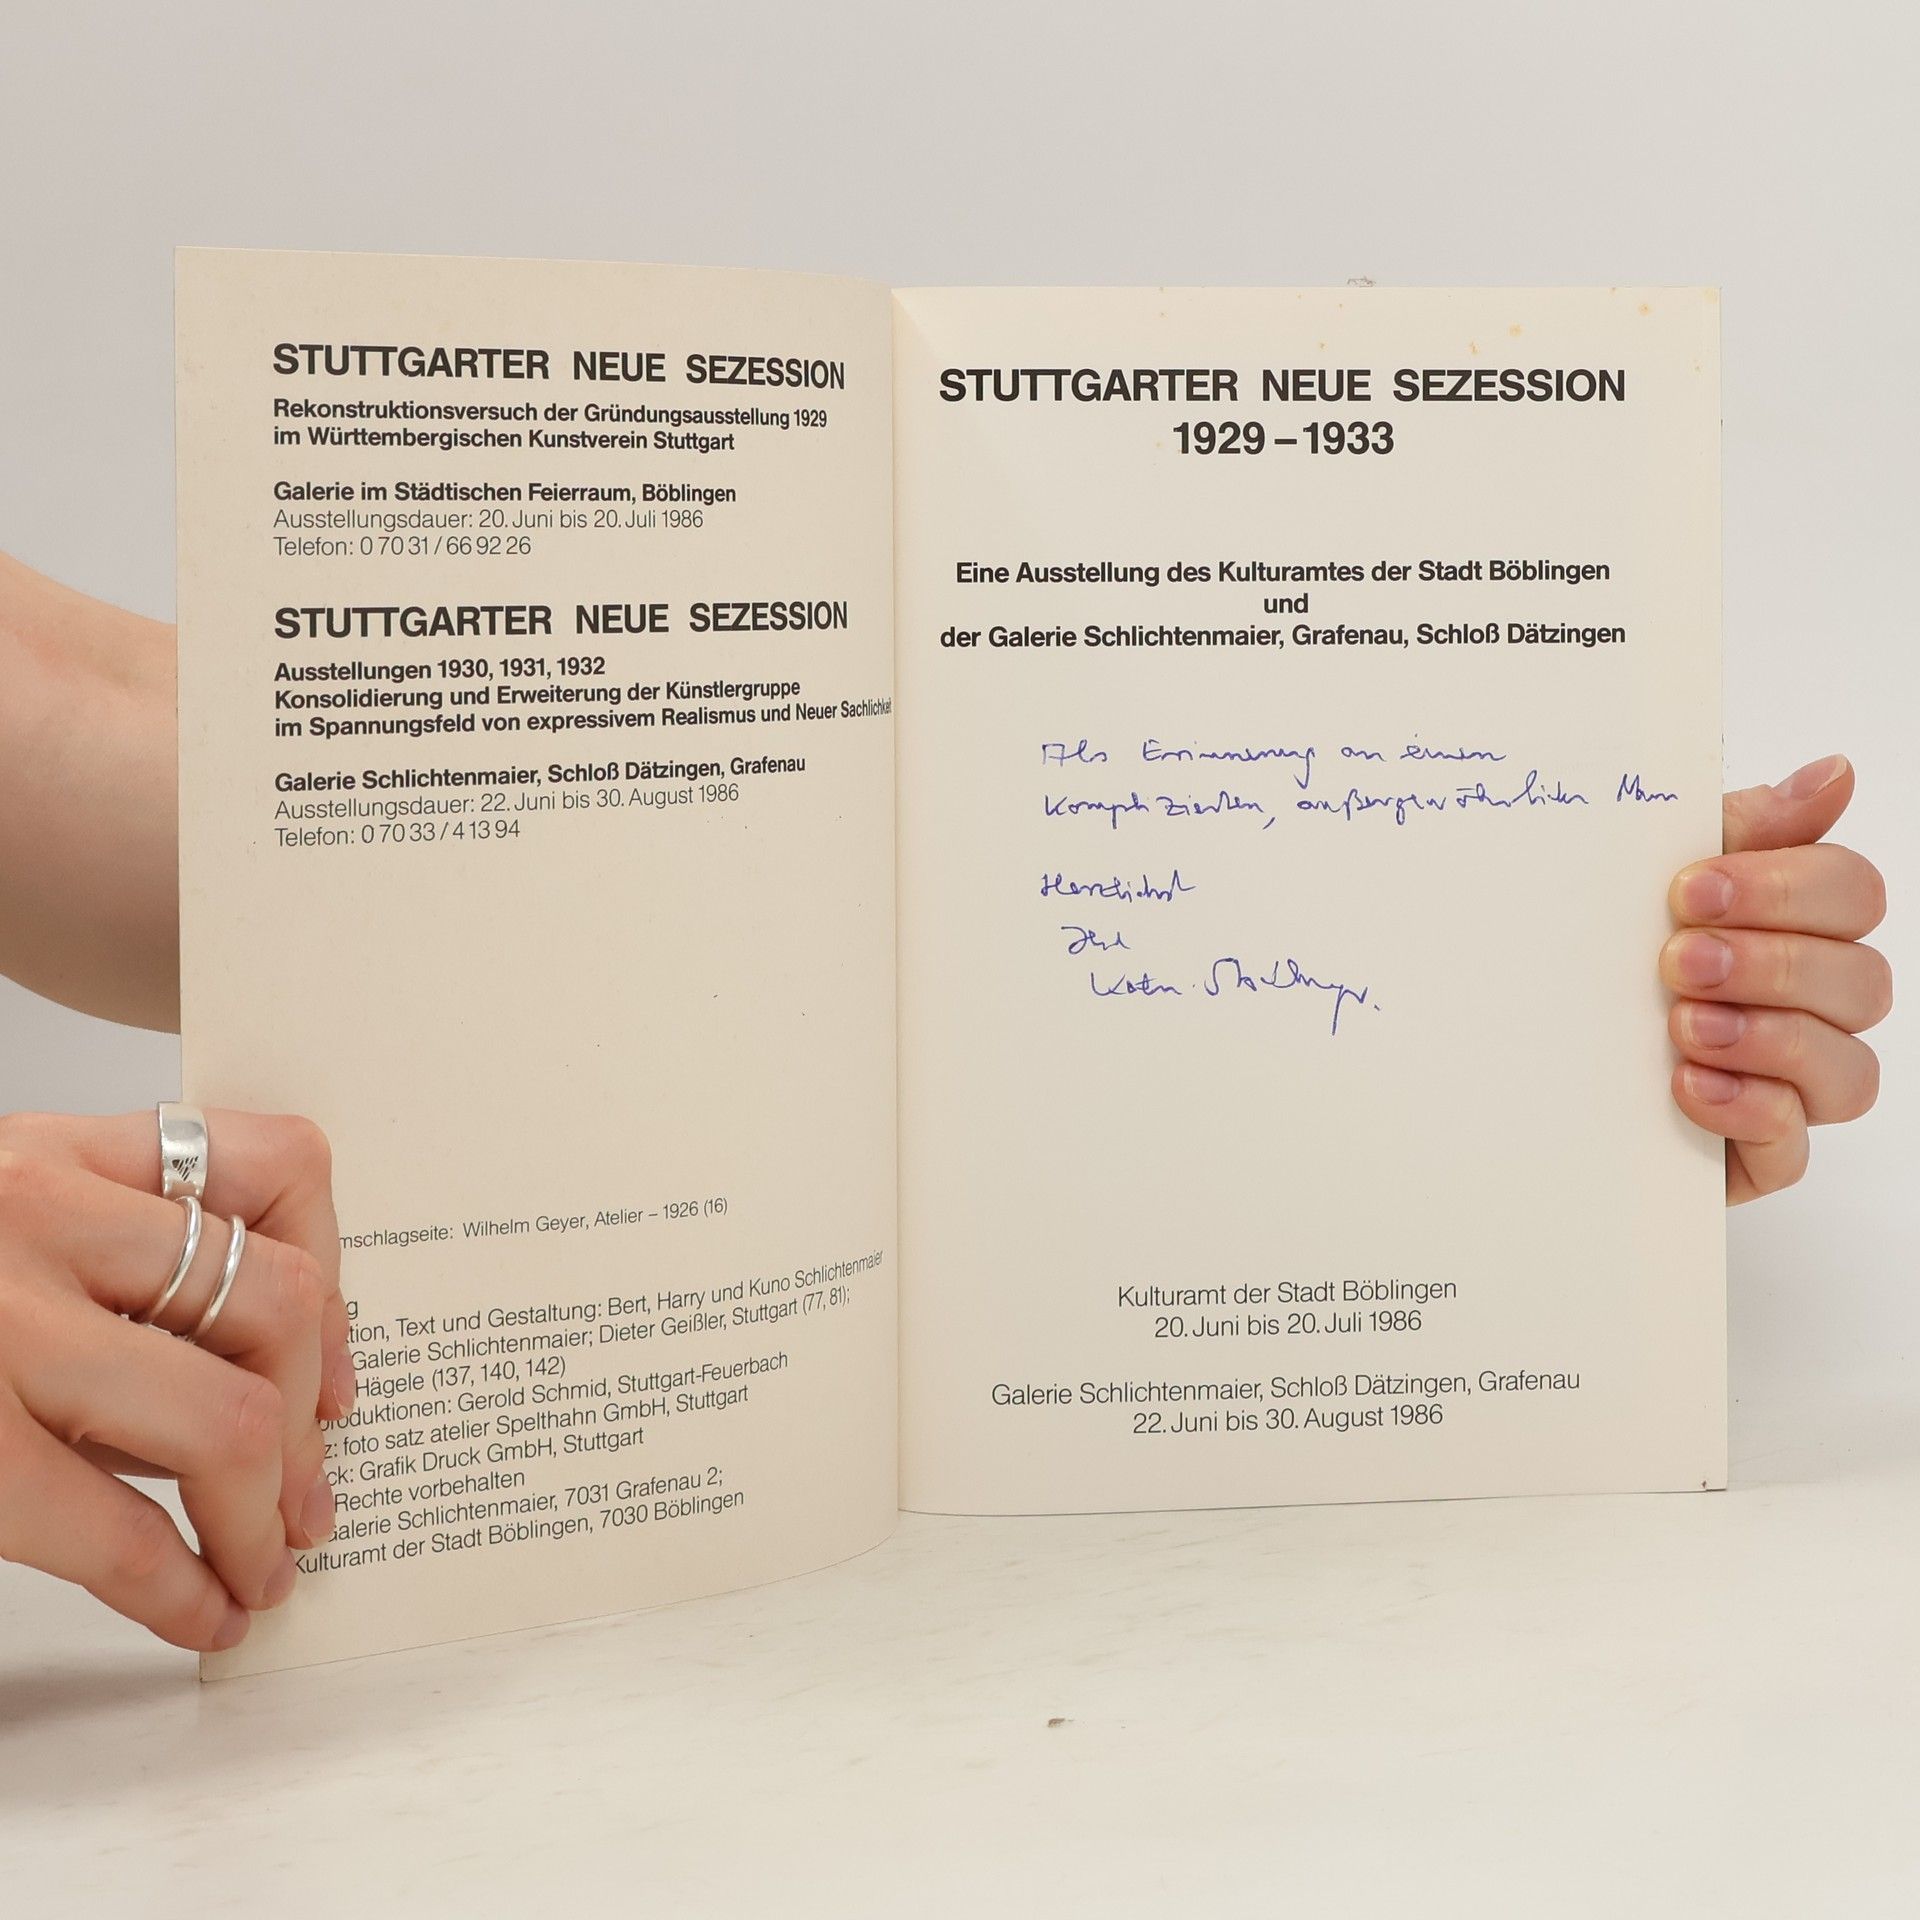 STUTTGARTER NEUE SEZESSION
Rekonstruktionsversuch der Gründungsausstellung 1929
im Württembergischen Kunstverein Stuttgart
Galerie im Städtischen Feierraum, Böblingen
Ausstellungsdauer: 20. Juni bis 20. Juli 1986
Telefon: 0 70 31 / 66 92 26
STUTTGARTER NEUE SEZESSION
Ausstellungen 1930, 1931, 1932
Konsolidierung und Erweiterung der Künstlergruppe
im Spannungsfeld von expressivem Realismus und Neuer Sachlichkeit
Galerie Schlichtenmaier, Schloß Dätzingen, Grafenau
Ausstellungsdauer: 22. Juni bis 30. August 1986
Telefon: 0 70 33 / 4 13 94
mschlagseite: Wilhelm Geyer, Atelier – 1926 (16)
g
tion, Text und Gestaltung: Bert, Harry und Kuno Schlichtenmaier
Galerie Schlichtenmaier; Dieter Geißler, Stuttgart (77, 81);
Hägele (137, 140, 142)
produktionen: Gerold Schmid, Stuttgart-Feuerbach
z: foto satz atelier Spelthahn GmbH, Stuttgart
ck: Grafik Druck GmbH, Stuttgart
Rechte vorbehalten
Galerie Schlichtenmaier, 7031 Grafenau 2;
Kulturamt der Stadt Böblingen, 7030 Böblingen
STUTTGARTER NEUE SEZESSION
1929 – 1933
Eine Ausstellung des Kulturamtes der Stadt Böblingen
und
der Galerie Schlichtenmaier, Grafenau, Schloß Dätzingen
Als Erinnerung an einen
komplizierten, außergewöhnlichen Mann
Herzlichst
Kulturamt der Stadt Böblingen
20. Juni bis 20. Juli 1986
Galerie Schlichtenmaier, Schloß Dätzingen, Grafenau
22. Juni bis 30. August 1986